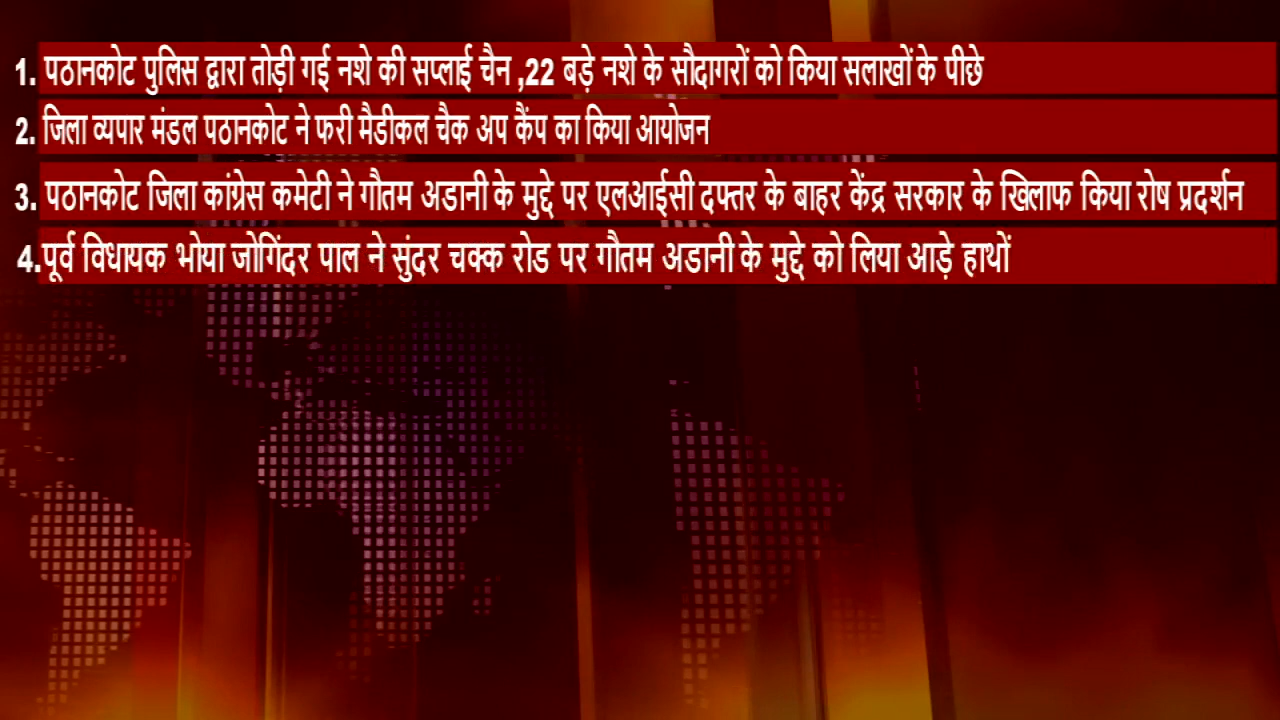 1. पठानकोट पुलिस द्वारा तोड़ी गई नशे की सप्लाई चैन ,22 बड़े नशे के सौदागरों को किया सलाखों के पीछे
2. जिला व्यपार मंडल पठानकोट ने फरी मैडीकल चैक अप कैंप का किया आयोजन
3. पठानकोट जिला कांग्रेस कमेटी ने गौतम अडानी के मुद्दे पर एलआईसी दफ्तर के बाहर केंद्र सरकार के खिलाफ किया रोष प्रदर्शन
4.पूर्व विधायक भोया जोगिंदर पाल ने सुंदर चक्क रोड पर गौतम अडानी के मुद्दे को लिया आड़े हाथों